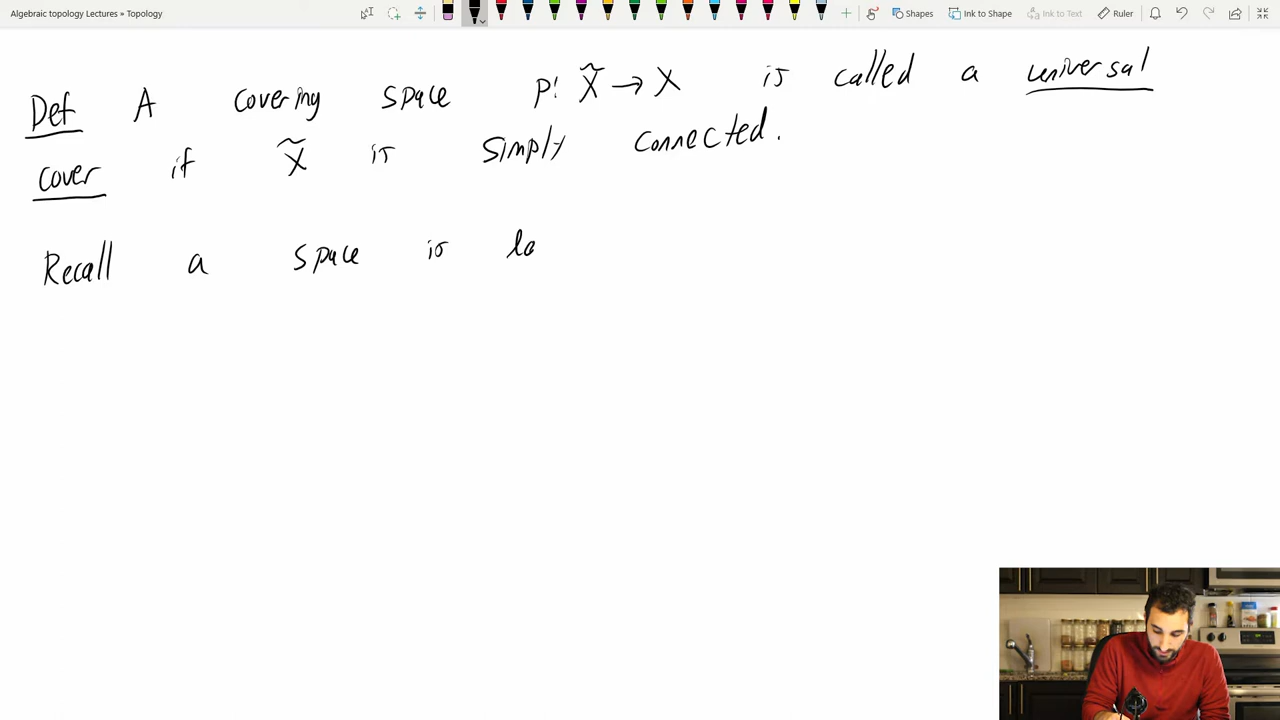 Algebraic topology Lectures » Topology
Shapes Ink to Shape Ink to Text Ruler
Def A covering space p: X̃ → X is called a universal
cover if X̃ is simply connected.
Recall a space is lo